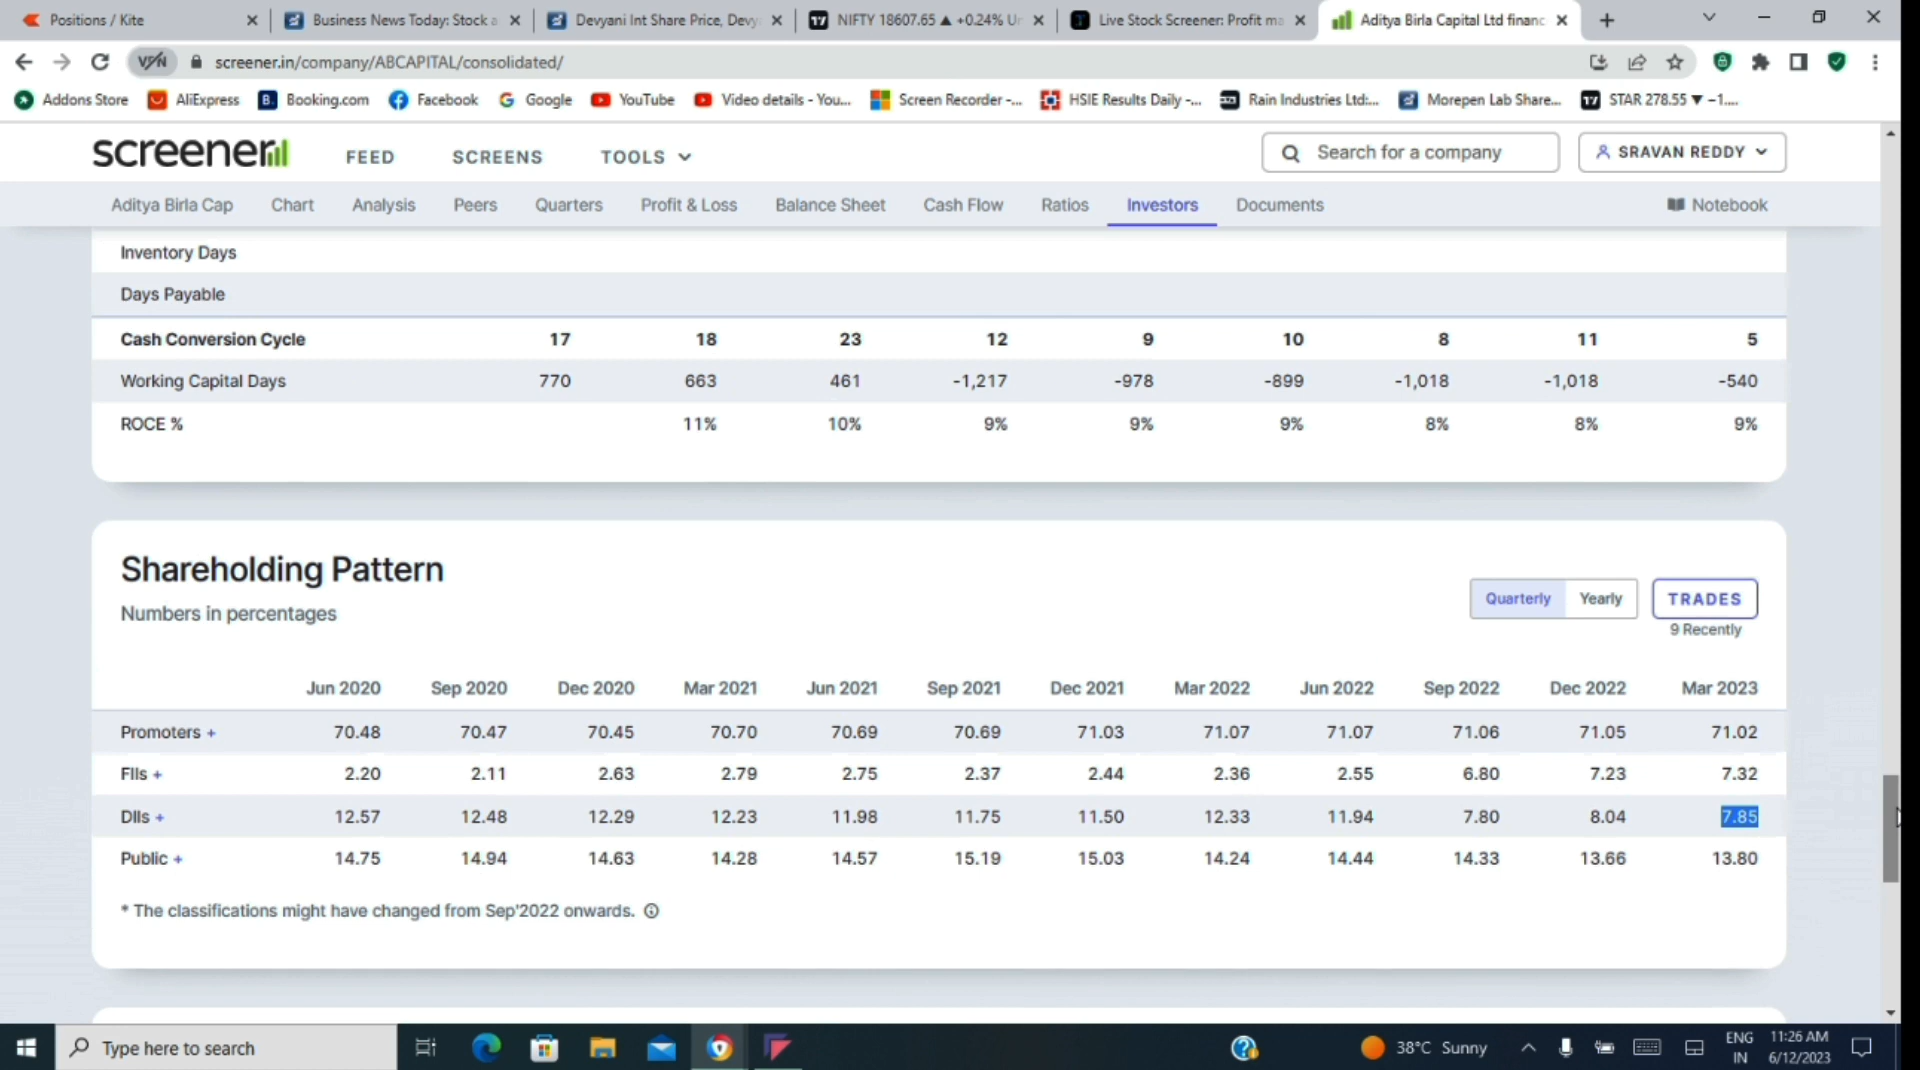 Positions / Kite
Business News Today: Stock a
Devyani Int Share Price, Devy
NIFTY 18607.65 ▲ +0.24% Un
Live Stock Screener: Profit ma
Aditya Birla Capital Ltd financ
VPN screener.in/company/ABCAPITAL/consolidated/
Addons Store AliExpress Booking.com Facebook Google YouTube Video details - You... Screen Recorder -... HSIE Results Daily -... Rain Industries Ltd:... Morepen Lab Share... STAR 278.55 ▼ −1....
screener FEED SCREENS TOOLS Search for a company SRAVAN REDDY
Aditya Birla Cap Chart Analysis Peers Quarters Profit & Loss Balance Sheet Cash Flow Ratios Investors Documents Notebook
Inventory Days
Days Payable
Cash Conversion Cycle 17 18 23 12 9 10 8 11 5
Working Capital Days 770 663 461 -1,217 -978 -899 -1,018 -1,018 -540
ROCE % 11% 10% 9% 9% 9% 8% 8% 9%
Shareholding Pattern
Numbers in percentages
Quarterly Yearly TRADES
9 Recently
Jun 2020 Sep 2020 Dec 2020 Mar 2021 Jun 2021 Sep 2021 Dec 2021 Mar 2022 Jun 2022 Sep 2022 Dec 2022 Mar 2023
Promoters + 70.48 70.47 70.45 70.70 70.69 70.69 71.03 71.07 71.07 71.06 71.05 71.02
FIIs + 2.20 2.11 2.63 2.79 2.75 2.37 2.44 2.36 2.55 6.80 7.23 7.32
DIIs + 12.57 12.48 12.29 12.23 11.98 11.75 11.50 12.33 11.94 7.80 8.04 7.85
Public + 14.75 14.94 14.63 14.28 14.57 15.19 15.03 14.24 14.44 14.33 13.66 13.80
* The classifications might have changed from Sep'2022 onwards.
Type here to search
38°C Sunny
ENG
IN
11:26 AM
6/12/2023